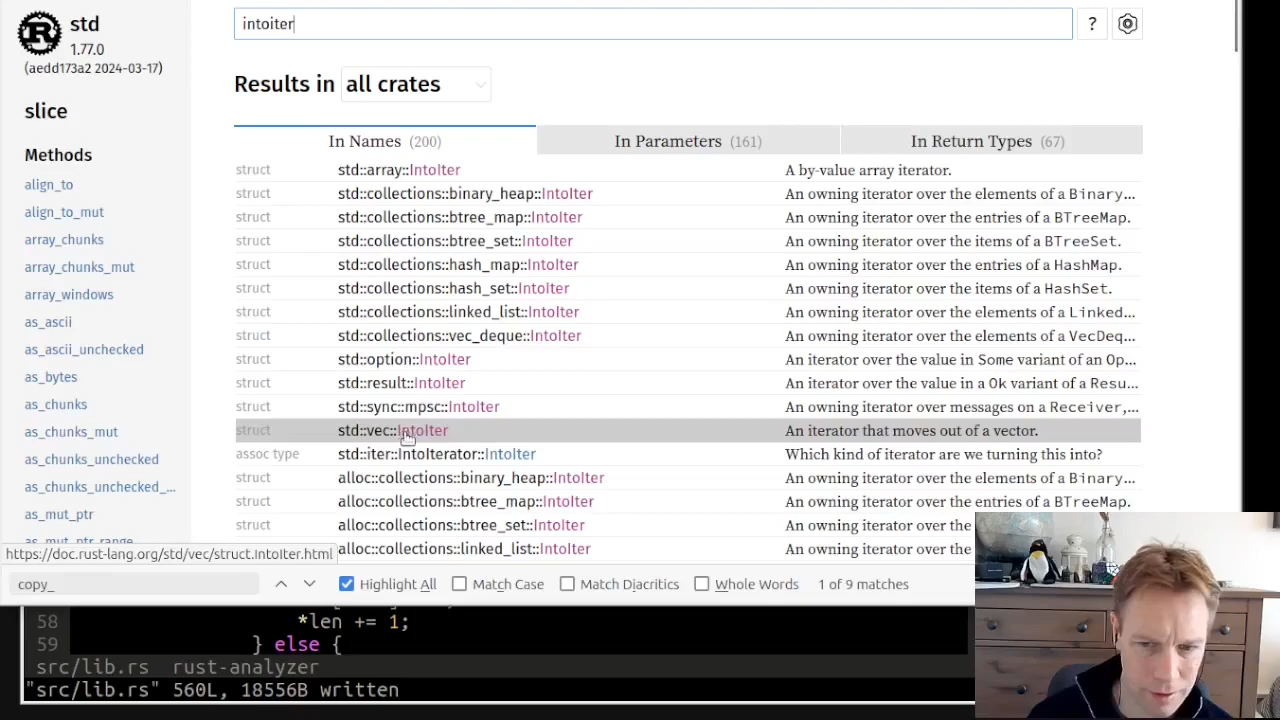 std
1.77.0
(aedd173a2 2024-03-17)
slice
Methods
align_to
align_to_mut
array_chunks
array_chunks_mut
array_windows
as_ascii
as_ascii_unchecked
as_bytes
as_chunks
as_chunks_mut
as_chunks_unchecked
as_chunks_unchecked_...
as_mut_ptr
as_mut_ptr_range
intoiter
?
Results in all crates
In Names (200) In Parameters (161) In Return Types (67)
struct std::array::IntoIter A by-value array iterator.
struct std::collections::binary_heap::IntoIter An owning iterator over the elements of a Binary...
struct std::collections::btree_map::IntoIter An owning iterator over the entries of a BTreeMap.
struct std::collections::btree_set::IntoIter An owning iterator over the items of a BTreeSet.
struct std::collections::hash_map::IntoIter An owning iterator over the entries of a HashMap.
struct std::collections::hash_set::IntoIter An owning iterator over the items of a HashSet.
struct std::collections::linked_list::IntoIter An owning iterator over the elements of a Linked...
struct std::collections::vec_deque::IntoIter An owning iterator over the elements of a VecDeq...
struct std::option::IntoIter An iterator over the value in Some variant of an Op...
struct std::result::IntoIter An iterator over the value in a Ok variant of a Resu...
struct std::sync::mpsc::IntoIter An owning iterator over messages on a Receiver,...
struct std::vec::IntoIter An iterator that moves out of a vector.
assoc type std::iter::IntoIterator::IntoIter Which kind of iterator are we turning this into?
struct alloc::collections::binary_heap::IntoIter An owning iterator over the elements of a Binary...
struct alloc::collections::btree_map::IntoIter An owning iterator over the entries of a BTreeMap.
struct alloc::collections::btree_set::IntoIter An owning iterator over the
struct alloc::collections::linked_list::IntoIter An owning iterator over the
https://doc.rust-lang.org/std/vec/struct.IntoIter.html
copy_ Highlight All Match Case Match Diacritics Whole Words 1 of 9 matches
58 *len += 1;
59 } else {
src/lib.rs rust-analyzer
"src/lib.rs" 560L, 18556B written